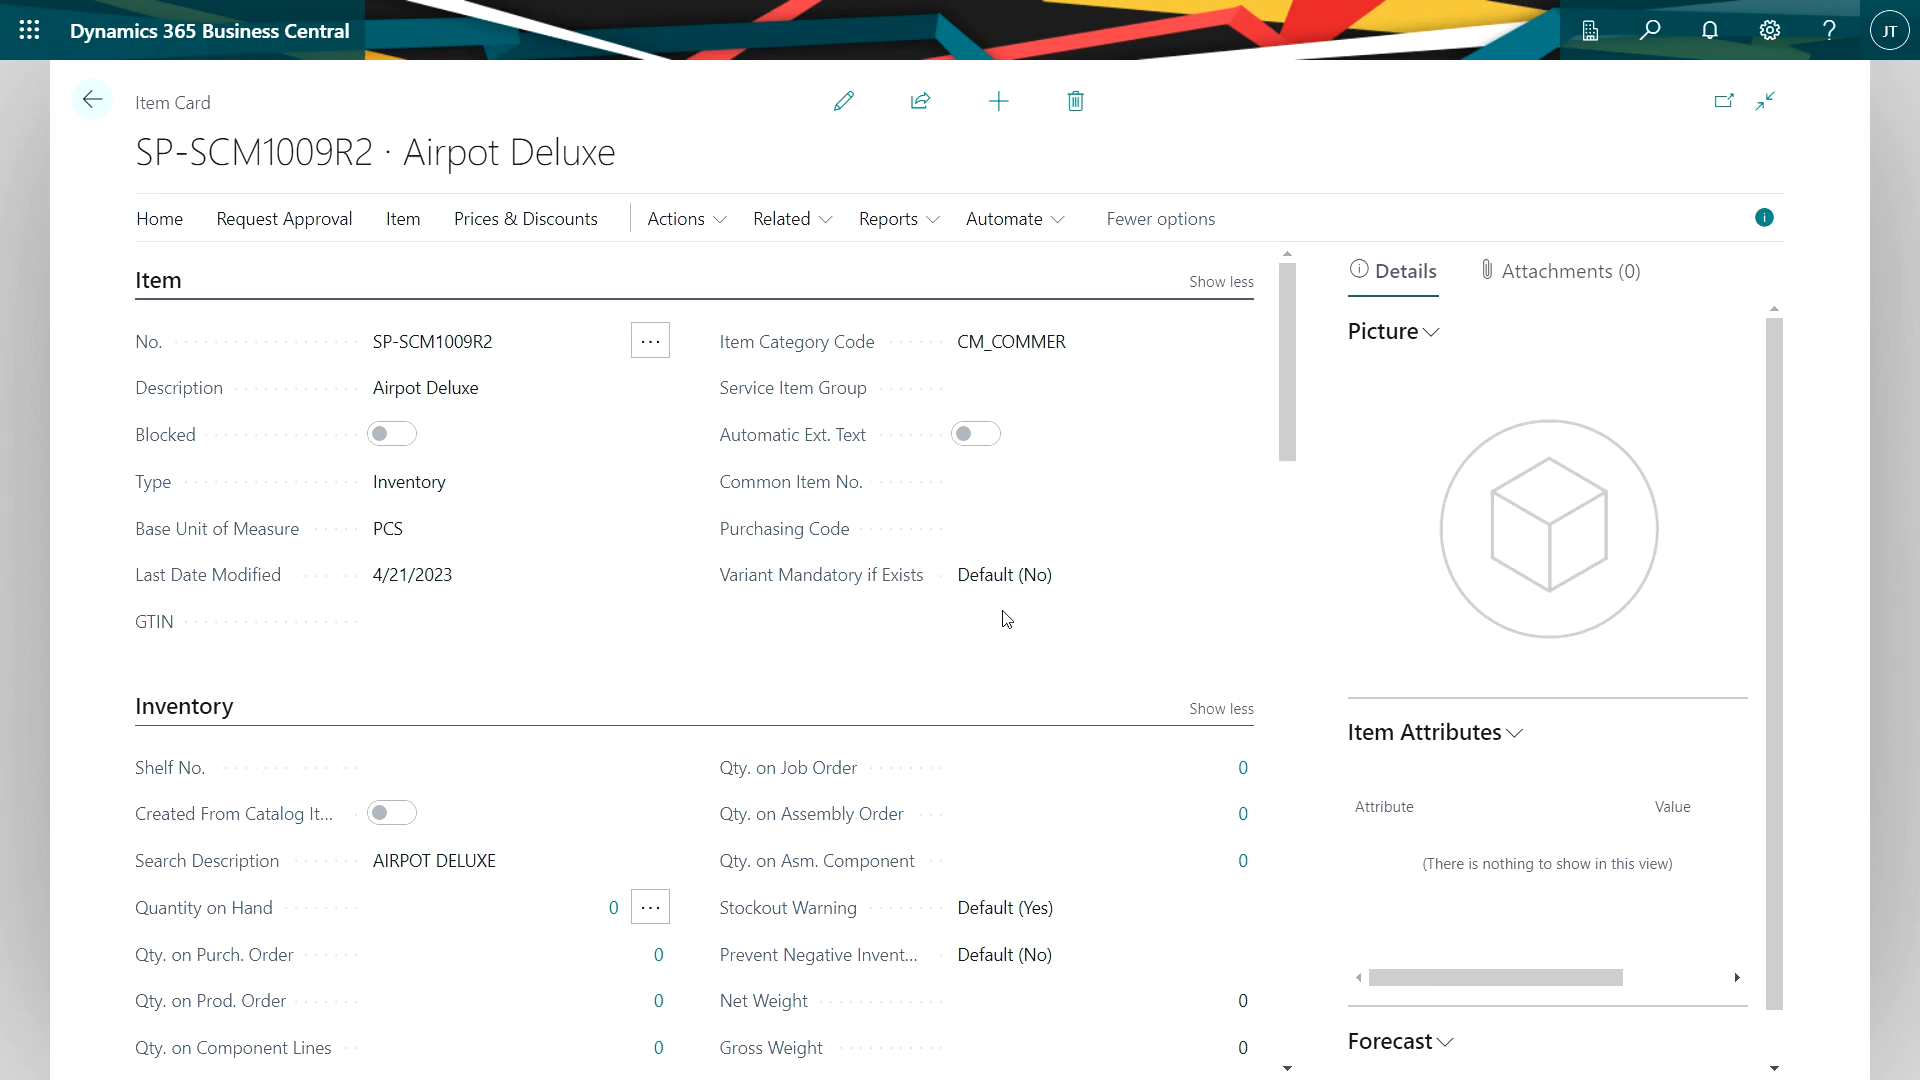 Dynamics 365 Business Central
JT
Item Card
SP-SCM1009R2 · Airpot Deluxe
Home Request Approval Item Prices & Discounts Actions Related Reports Automate Fewer options
Details Attachments (0)
Item Show less
No. SP-SCM1009R2 ... Item Category Code CM_COMMER
Description Airpot Deluxe Service Item Group
Blocked Automatic Ext. Text
Type Inventory Common Item No.
Base Unit of Measure PCS Purchasing Code
Last Date Modified 4/21/2023 Variant Mandatory if Exists Default (No)
GTIN
Inventory Show less
Shelf No. Qty. on Job Order 0
Created From Catalog It... Qty. on Assembly Order 0
Search Description AIRPOT DELUXE Qty. on Asm. Component 0
Quantity on Hand 0 ... Stockout Warning Default (Yes)
Qty. on Purch. Order 0 Prevent Negative Invent... Default (No)
Qty. on Prod. Order 0 Net Weight 0
Qty. on Component Lines 0 Gross Weight 0
Picture
Item Attributes
Attribute Value
(There is nothing to show in this view)
Forecast